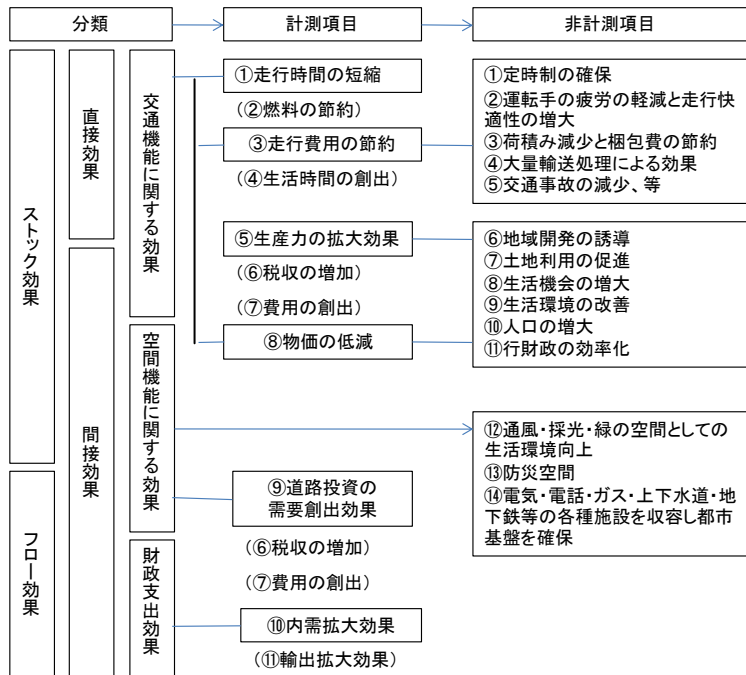 分類
計測項目
非計測項目
ストック効果
フロー効果
直接効果
間接効果
交通機能に関する効果
空間機能に関する効果
財政支出効果
①走行時間の短縮
(②燃料の節約)
③走行費用の節約
(④生活時間の創出)
⑤生産力の拡大効果
(⑥税収の増加)
(⑦費用の創出)
⑧物価の低減
⑨道路投資の
需要創出効果
(⑥税収の増加)
(⑦費用の創出)
⑩内需拡大効果
(⑪輸出拡大効果)
①定時制の確保
②運転手の疲労の軽減と走行快
適性の増大
③荷積み減少と梱包費の節約
④大量輸送処理による効果
⑤交通事故の減少、等
⑥地域開発の誘導
⑦土地利用の促進
⑧生活機会の増大
⑨生活環境の改善
⑩人口の増大
⑪行財政の効率化
⑫通風・採光・緑の空間としての
生活環境向上
⑬防災空間
⑭電気・電話・ガス・上下水道・地
下鉄等の各種施設を収容し都市
基盤を確保